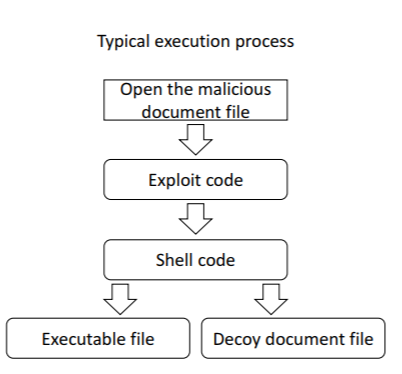 Typical execution process
Open the malicious
document file
Exploit code
Shell code
Executable file
Decoy document file